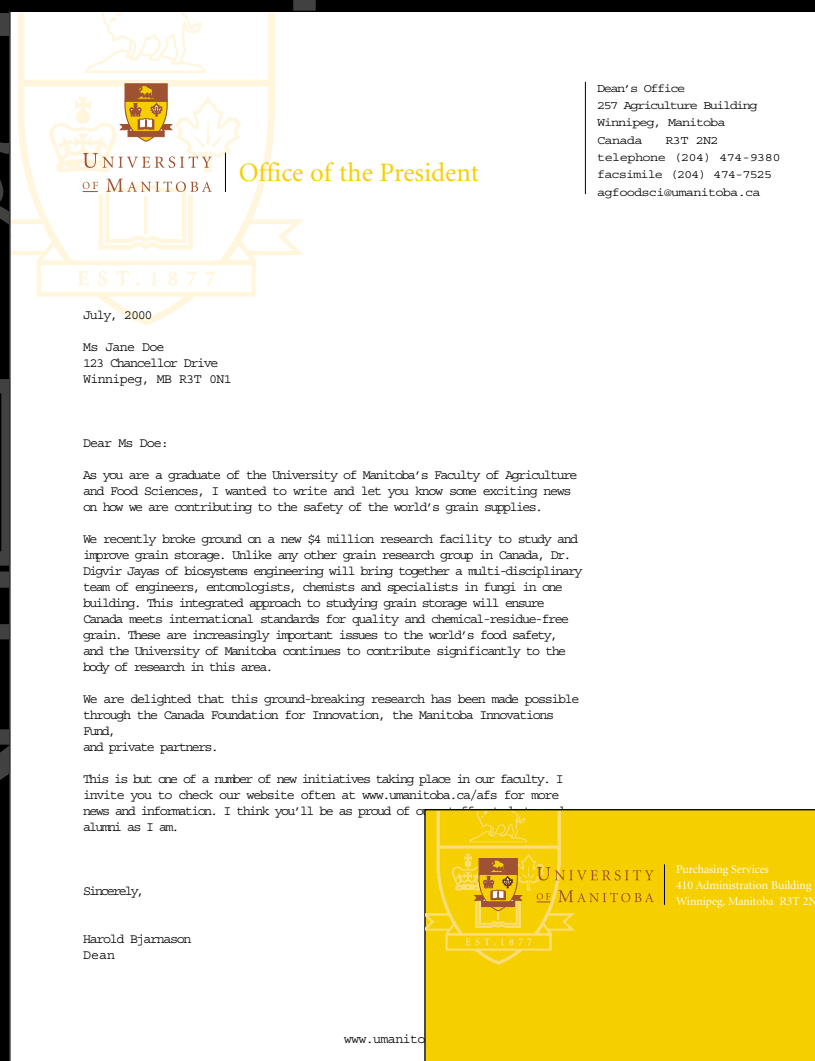 UNIVERSITY
OF MANITOBA
Office of the President
Dean's Office
257 Agriculture Building
Winnipeg, Manitoba
Canada R3T 2N2
telephone (204) 474-9380
facsimile (204) 474-7525
agfoodsci@umanitoba.ca
EST.1877
July, 2000
Ms Jane Doe
123 Chancellor Drive
Winnipeg, MB R3T 0N1
Dear Ms Doe:
As you are a graduate of the University of Manitoba's Faculty of Agriculture
and Food Sciences, I wanted to write and let you know some exciting news
on how we are contributing to the safety of the world's grain supplies.
We recently broke ground on a new $4 million research facility to study and
improve grain storage. Unlike any other grain research group in Canada, Dr.
Digvir Jayas of biosystems engineering will bring together a multi-disciplinary
team of engineers, entomologists, chemists and specialists in fungi in one
building. This integrated approach to studying grain storage will ensure
Canada meets international standards for quality and chemical-residue-free
grain. These are increasingly important issues to the world's food safety,
and the University of Manitoba continues to contribute significantly to the
body of research in this area.
We are delighted that this ground-breaking research has been made possible
through the Canada Foundation for Innovation, the Manitoba Innovations
Fund,
and private partners.
This is but one of a number of new initiatives taking place in our faculty. I
invite you to check our website often at www.umanitoba.ca/afs for more
news and information. I think you'll be as proud of
alumni as I am.
Sincerely,
Harold Bjarnason
Dean
www.umanito
UNIVERSITY
OF MANITOBA
Purchasing Services
410 Administration Building
Winnipeg, Manitoba R3T 2N
EST.1877